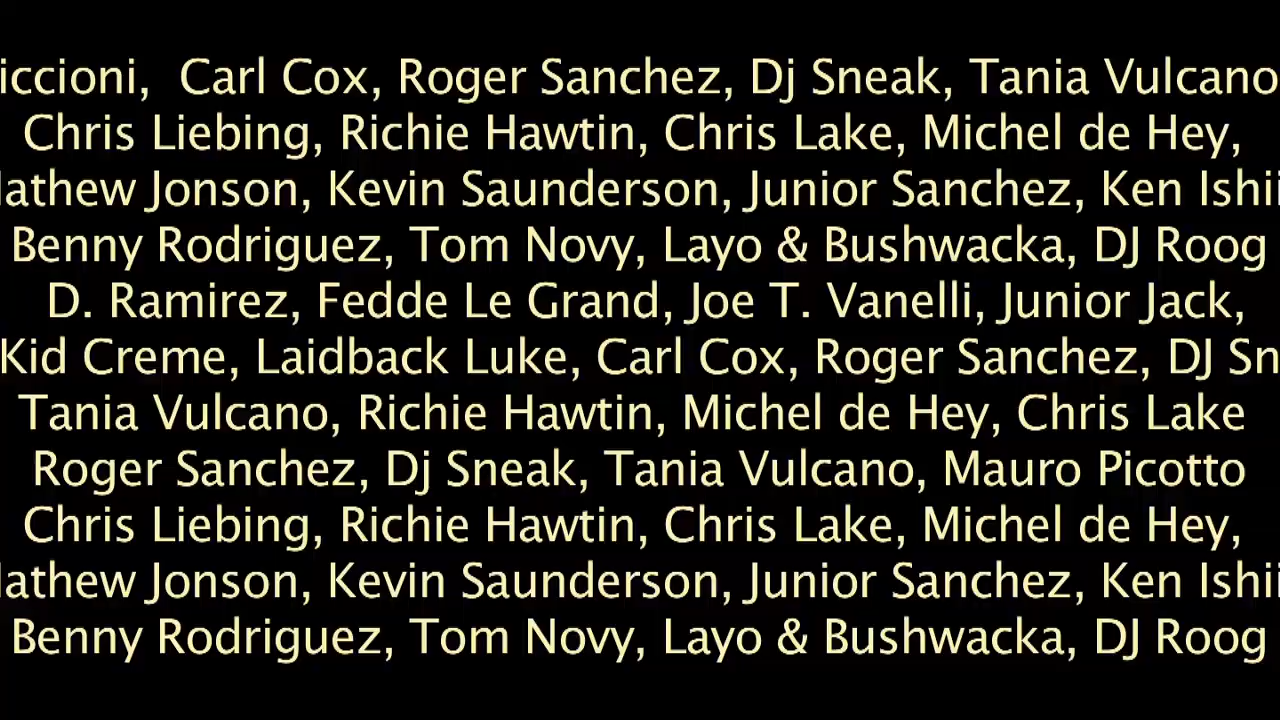 iccioni, Carl Cox, Roger Sanchez, Dj Sneak, Tania Vulcano
Chris Liebing, Richie Hawtin, Chris Lake, Michel de Hey,
athew Jonson, Kevin Saunderson, Junior Sanchez, Ken Ishii
Benny Rodriguez, Tom Novy, Layo & Bushwacka, DJ Roog
D. Ramirez, Fedde Le Grand, Joe T. Vanelli, Junior Jack,
Kid Creme, Laidback Luke, Carl Cox, Roger Sanchez, DJ Sn
Tania Vulcano, Richie Hawtin, Michel de Hey, Chris Lake
Roger Sanchez, Dj Sneak, Tania Vulcano, Mauro Picotto
Chris Liebing, Richie Hawtin, Chris Lake, Michel de Hey,
athew Jonson, Kevin Saunderson, Junior Sanchez, Ken Ishii
Benny Rodriguez, Tom Novy, Layo & Bushwacka, DJ Roog